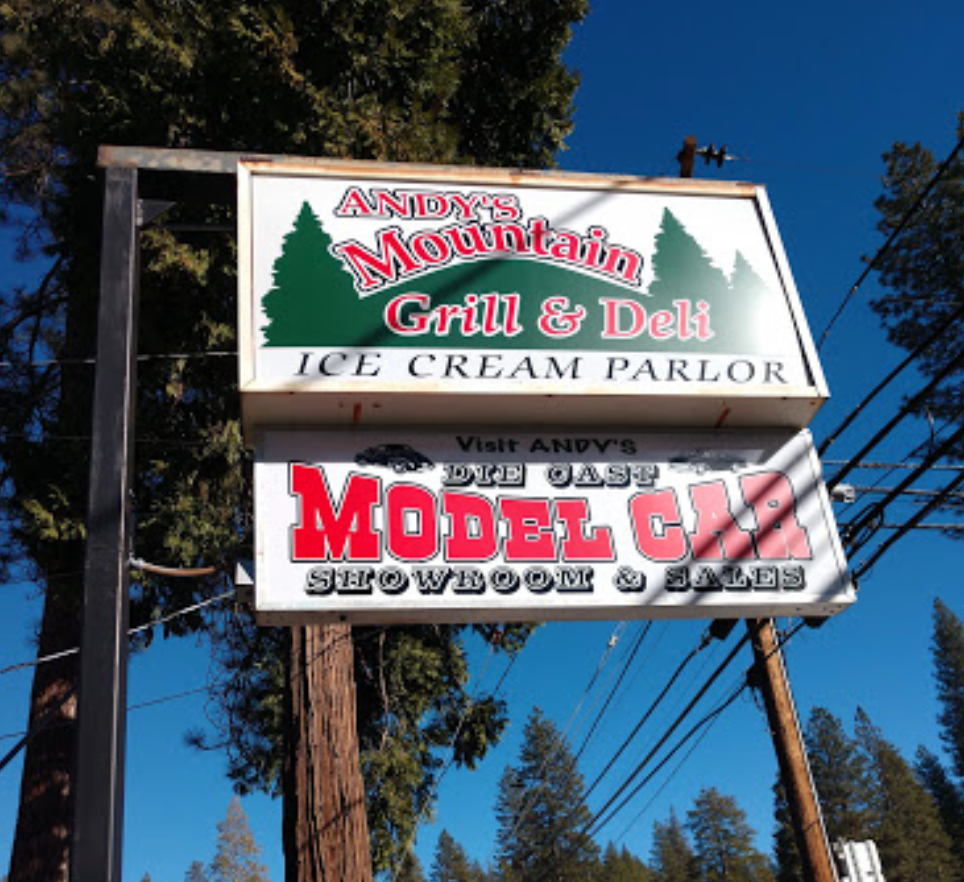 ANDY'S
Mountain
Grill & Deli
ICE CREAM PARLOR
Visit ANDY'S
DIE CAST
MODEL CAR
SHOWROOM & SALES